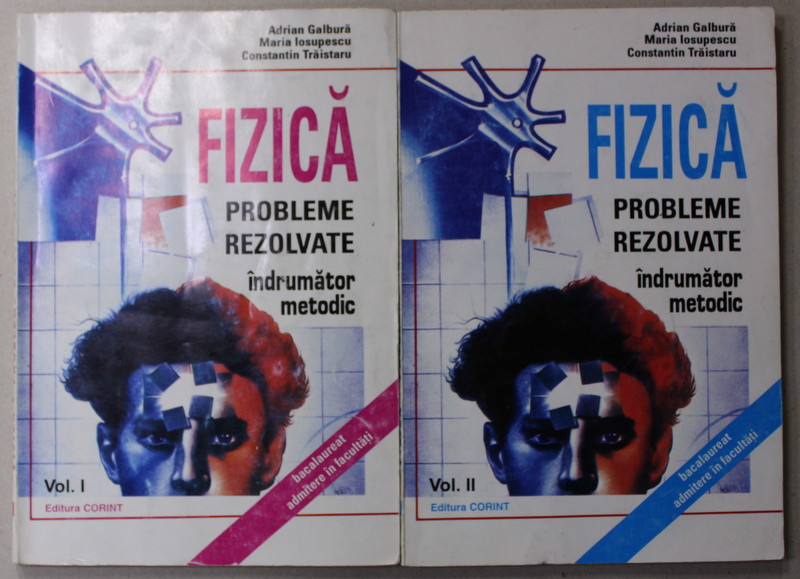 Adrian Galbură
Maria Iosupescu
Constantin Trăistaru
FIZICĂ
PROBLEME
REZOLVATE
îndrumător
metodic
bacalaureat
admitere în facultăți
Vol. I
Editura CORINT
Adrian Galbură
Maria Iosupescu
Constantin Trăistaru
FIZICĂ
PROBLEME
REZOLVATE
îndrumător
metodic
bacalaureat
admitere în facultăți
Vol. II
Editura CORINT